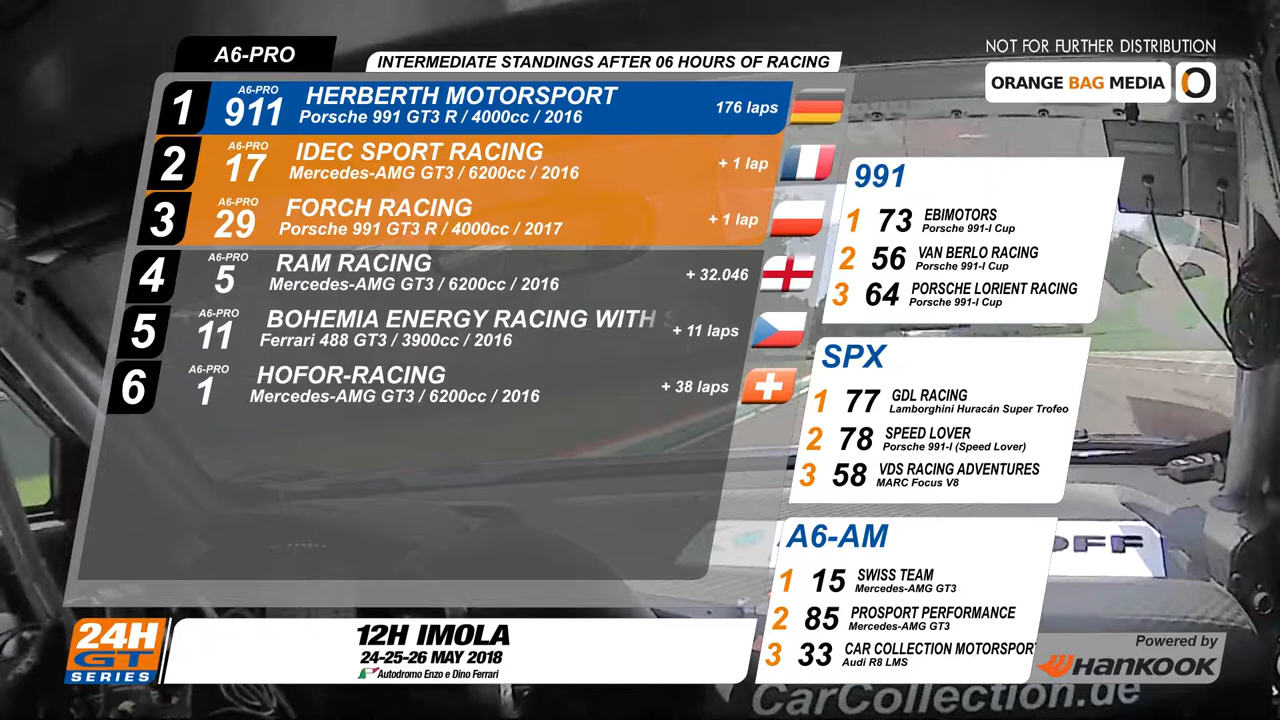 A6-PRO
INTERMEDIATE STANDINGS AFTER 06 HOURS OF RACING
NOT FOR FURTHER DISTRIBUTION
ORANGE BAG MEDIA
1 A6-PRO 911 HERBERTH MOTORSPORT 176 laps
Porsche 991 GT3 R / 4000cc / 2016
2 A6-PRO 17 IDEC SPORT RACING + 1 lap
Mercedes-AMG GT3 / 6200cc / 2016
3 A6-PRO 29 FORCH RACING + 1 lap
Porsche 991 GT3 R / 4000cc / 2017
4 A6-PRO 5 RAM RACING + 32.046
Mercedes-AMG GT3 / 6200cc / 2016
5 A6-PRO 11 BOHEMIA ENERGY RACING WITH S + 11 laps
Ferrari 488 GT3 / 3900cc / 2016
6 A6-PRO 1 HOFOR-RACING + 38 laps
Mercedes-AMG GT3 / 6200cc / 2016
991
1 73 EBIMOTORS
Porsche 991-I Cup
2 56 VAN BERLO RACING
Porsche 991-I Cup
3 64 PORSCHE LORIENT RACING
Porsche 991-I Cup
SPX
1 77 GDL RACING
Lamborghini Huracán Super Trofeo
2 78 SPEED LOVER
Porsche 991-I (Speed Lover)
3 58 VDS RACING ADVENTURES
MARC Focus V8
A6-AM
1 15 SWISS TEAM
Mercedes-AMG GT3
2 85 PROSPORT PERFORMANCE
Mercedes-AMG GT3
3 33 CAR COLLECTION MOTORSPOR
Audi R8 LMS
OFF
24H
GT
SERIES
12H IMOLA
24-25-26 MAY 2018
Autodromo Enzo e Dino Ferrari
Powered by
HANKOOK
CarCollection.de